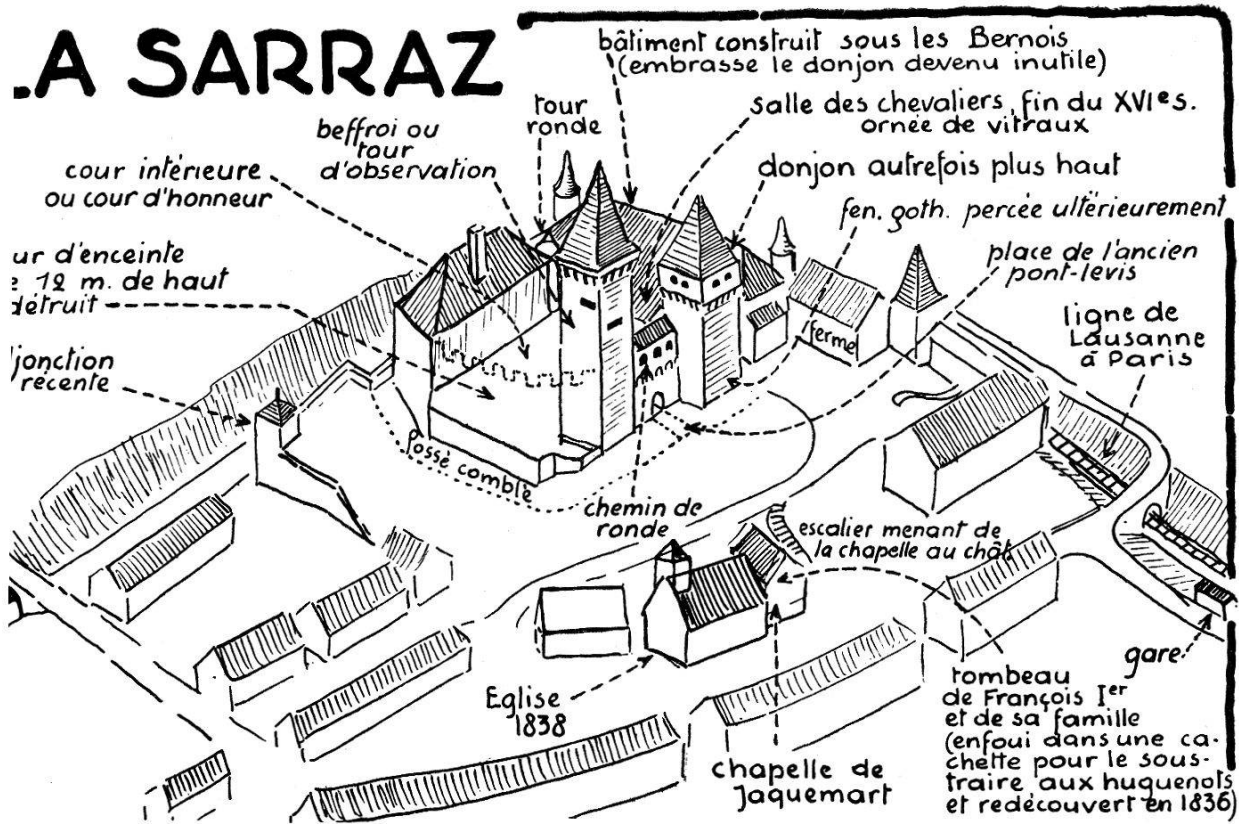 LA SARRAZ
bâtiment construit sous les Bernois
(embrasse le donjon devenu inutile)
tour
ronde
salle des chevaliers, fin du XVIe s.
ornée de vitraux
beffroi ou
tour
d'observation
cour intérieure
ou cour d'honneur
donjon autrefois plus haut
fen. goth. percée ultérieurement
place de l'ancien
pont-levis
ur d'enceinte
e 12 m. de haut
détruit
ligne de
Lausanne
à Paris
jonction
récente
ferme
fossé comblé
chemin de
ronde
escalier menant de
la chapelle au chât.
Eglise
1838
chapelle de
Jaquemart
gare
tombeau
de François Ier
et de sa famille
(enfoui dans une ca-
chette pour le sous-
traire aux huguenots
et redécouvert en 1836)